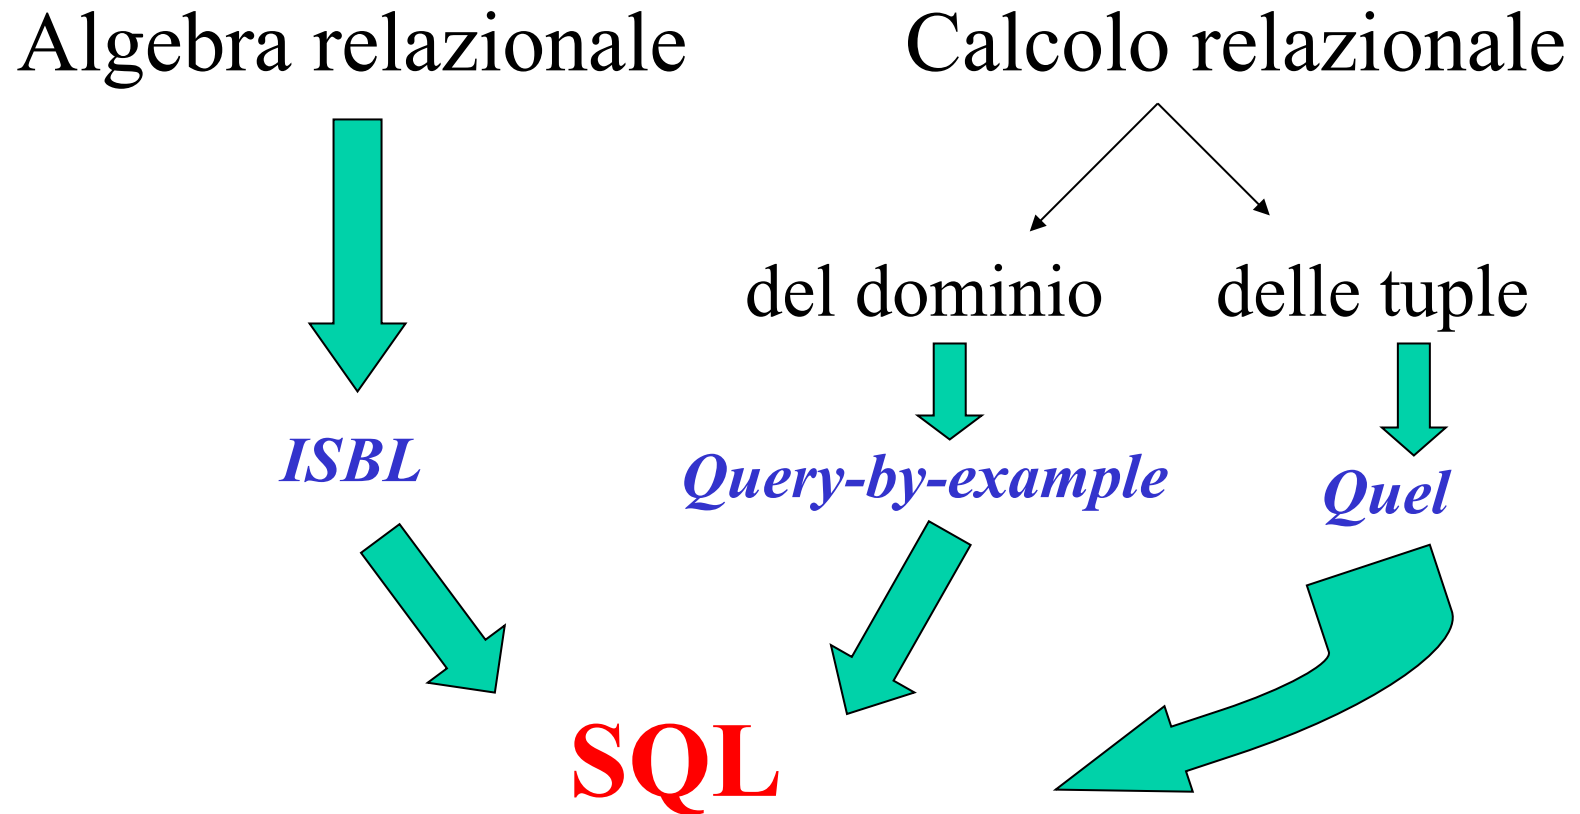 Algebra relazionale
Calcolo relazionale
del dominio
delle tuple
ISBL
Query-by-example
Quel
SQL